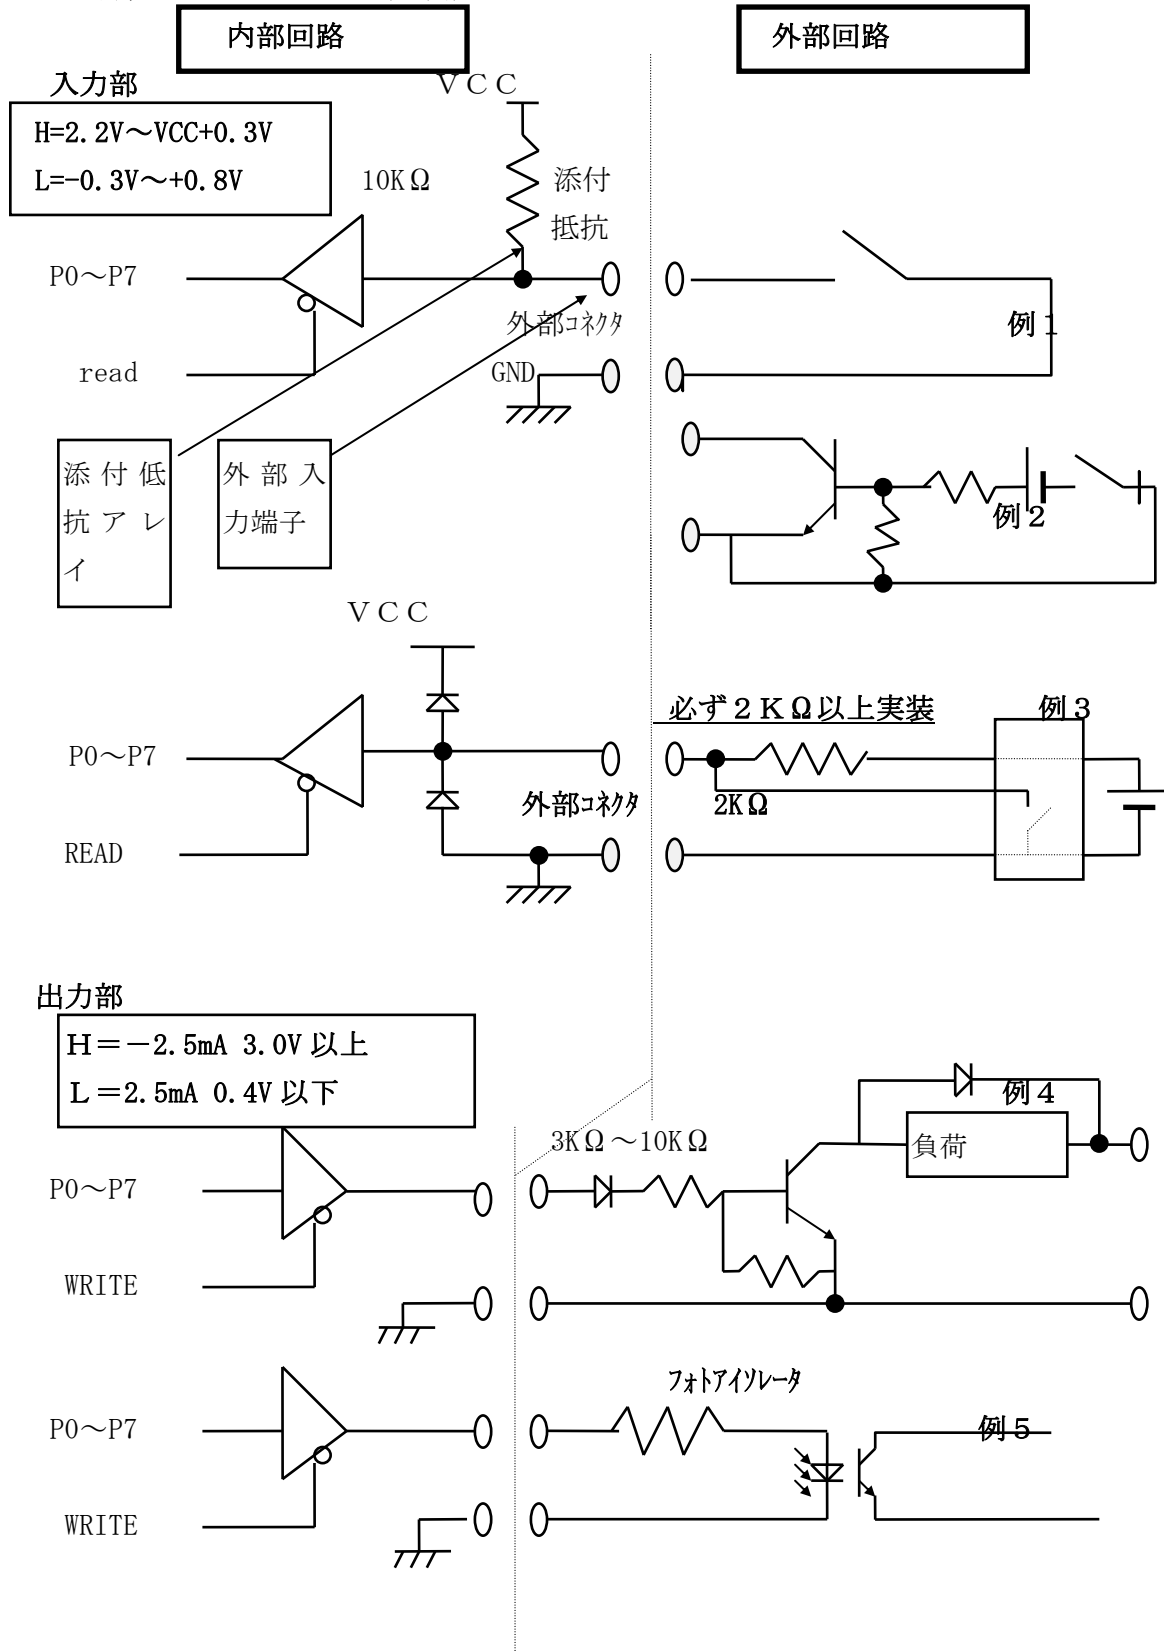 内部回路
外部回路
入力部
ＶＣＣ
H=2.2V～VCC+0.3V
L=-0.3V～+0.8V
10KΩ
添付
抵抗
P0～P7
外部ｺﾈｸﾀ
例１
read
GND
添付低
抗アレ
イ
外部入
力端子
例２
ＶＣＣ
必ず２ＫΩ以上実装
例３
P0～P7
外部ｺﾈｸﾀ
2KΩ
READ
出力部
Ｈ＝－2.5mA 3.0V以上
Ｌ＝2.5mA 0.4V以下
例４
3KΩ～10KΩ
負荷
P0～P7
WRITE
ﾌｫﾄｱｲｿﾚｰﾀ
P0～P7
例５
WRITE